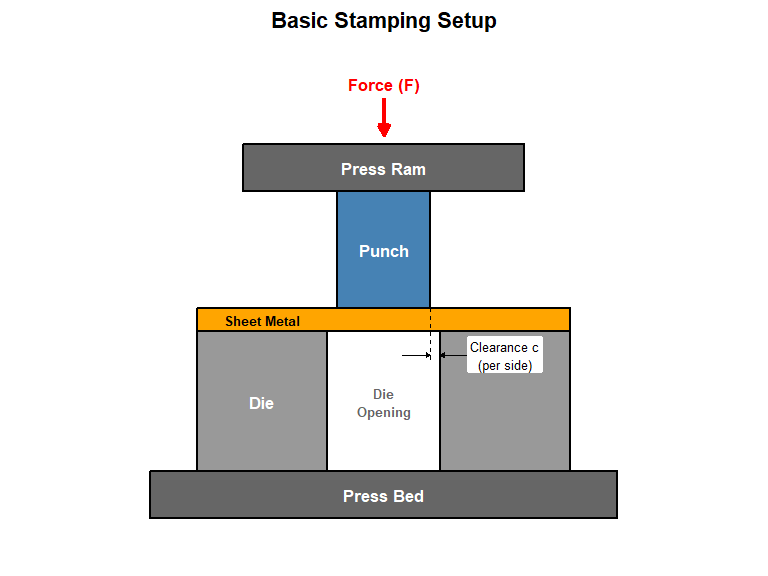 Basic Stamping Setup
Force (F)
Press Ram
Punch
Sheet Metal
Clearance c
(per side)
Die
Die
Opening
Press Bed